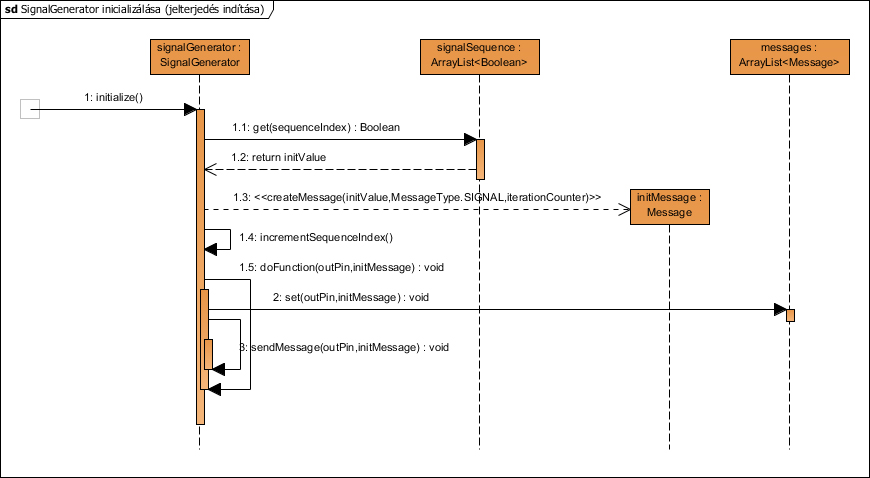 sd SignalGenerator inicializálása (jelterjedés indítása)
signalGenerator :
SignalGenerator
signalSequence :
ArrayList<Boolean>
messages :
ArrayList<Message>
1: initialize()
1.1: get(sequenceIndex) : Boolean
1.2: return initValue
1.3: <<createMessage(initValue,MessageType.SIGNAL,iterationCounter)>>
initMessage :
Message
1.4: incrementSequenceIndex()
1.5: doFunction(outPin,initMessage) : void
2: set(outPin,initMessage) : void
3: sendMessage(outPin,initMessage) : void